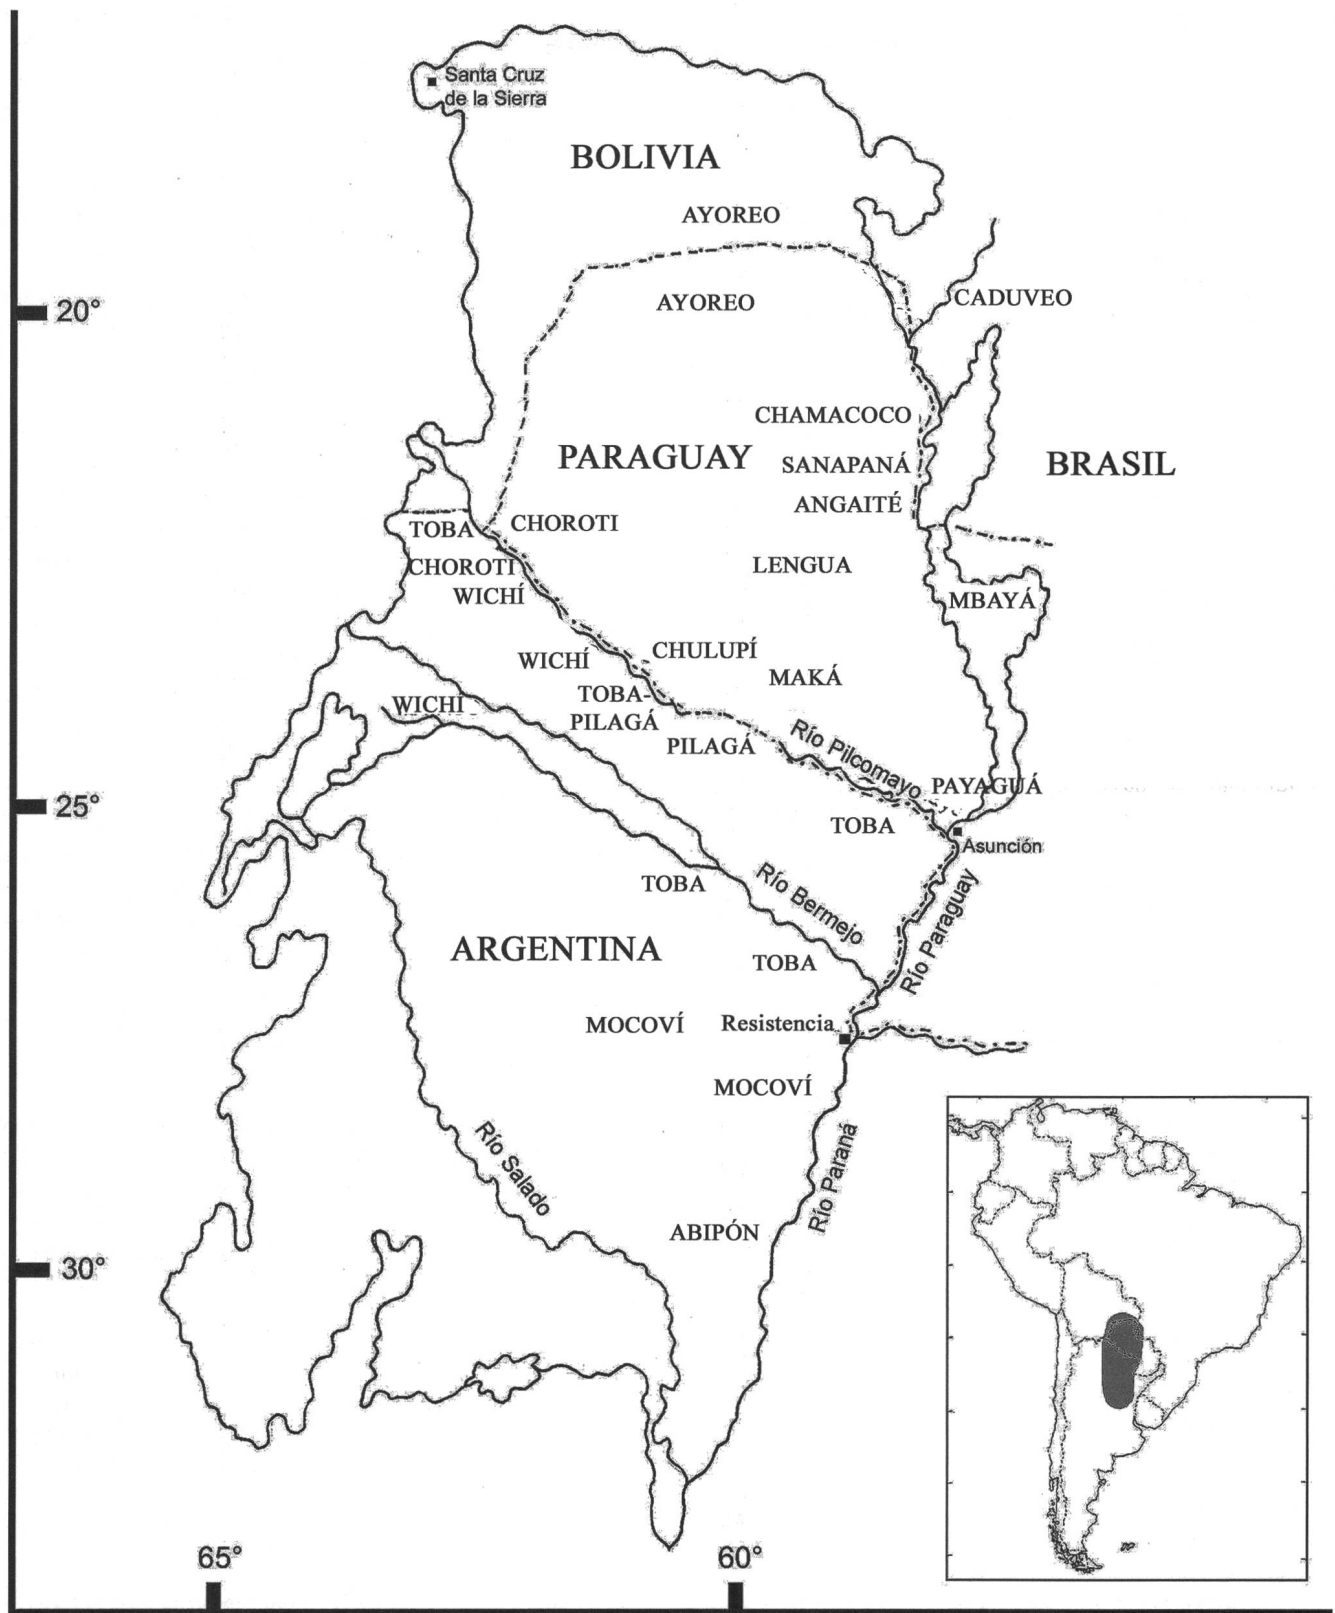 Santa Cruz
de la Sierra
BOLIVIA
AYOREO
20°
AYOREO
CADUVEO
CHAMACOCO
PARAGUAY
SANAPANÁ
BRASIL
ANGAITÉ
TOBA
CHOROTI
CHOROTI
LENGUA
WICHÍ
MBAYÁ
CHULUPÍ
WICHÍ
MAKÁ
TOBA-
PILAGÁ
WICHÍ
PILAGÁ
Río Pilcomayo
PAYAGUÁ
25°
TOBA
Asunción
TOBA
Río Bermejo
Río Paraguay
ARGENTINA
TOBA
MOCOVÍ
Resistencia
MOCOVÍ
Río Salado
Río Paraná
ABIPÓN
30°
65°
60°